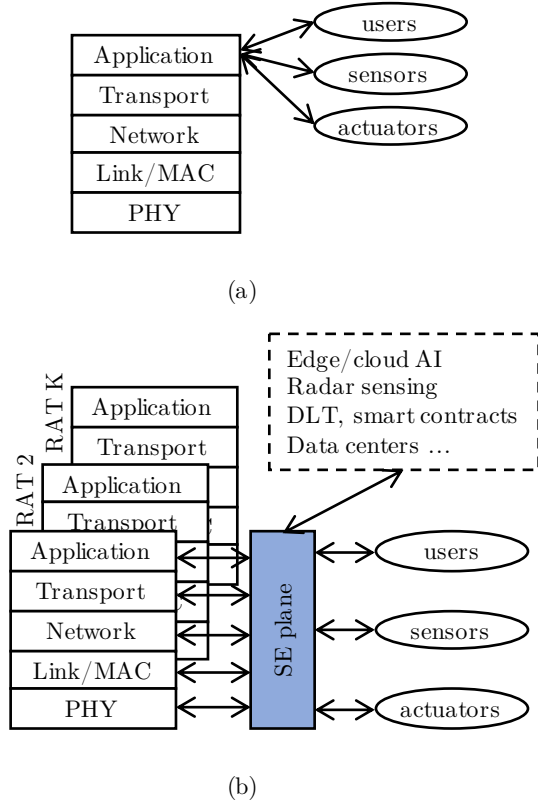 Application
Transport
Network
Link/MAC
PHY
users
sensors
actuators
(a)
Edge/cloud AI
Radar sensing
DLT, smart contracts
Data centers ...
RAT K
Application
Transport
RAT 2
Application
Transport
Application
Transport
Network
Link/MAC
PHY
SE plane
users
sensors
actuators
(b)